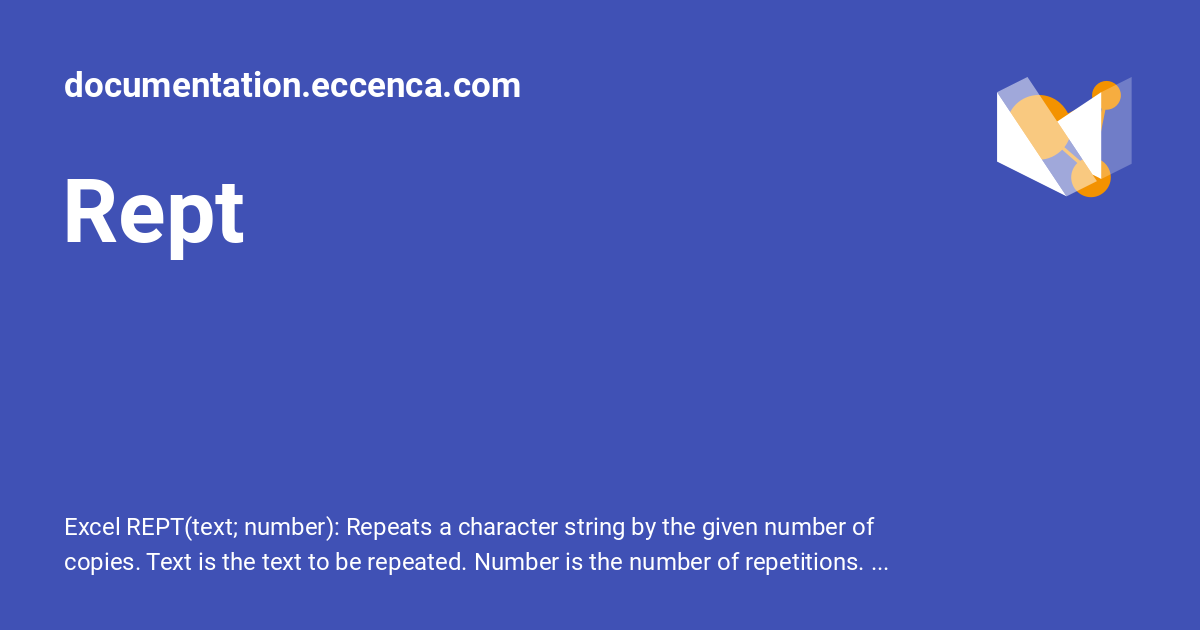 documentation.eccenca.com
Rept
Excel REPT(text; number): Repeats a character string by the given number of
copies. Text is the text to be repeated. Number is the number of repetitions. ...